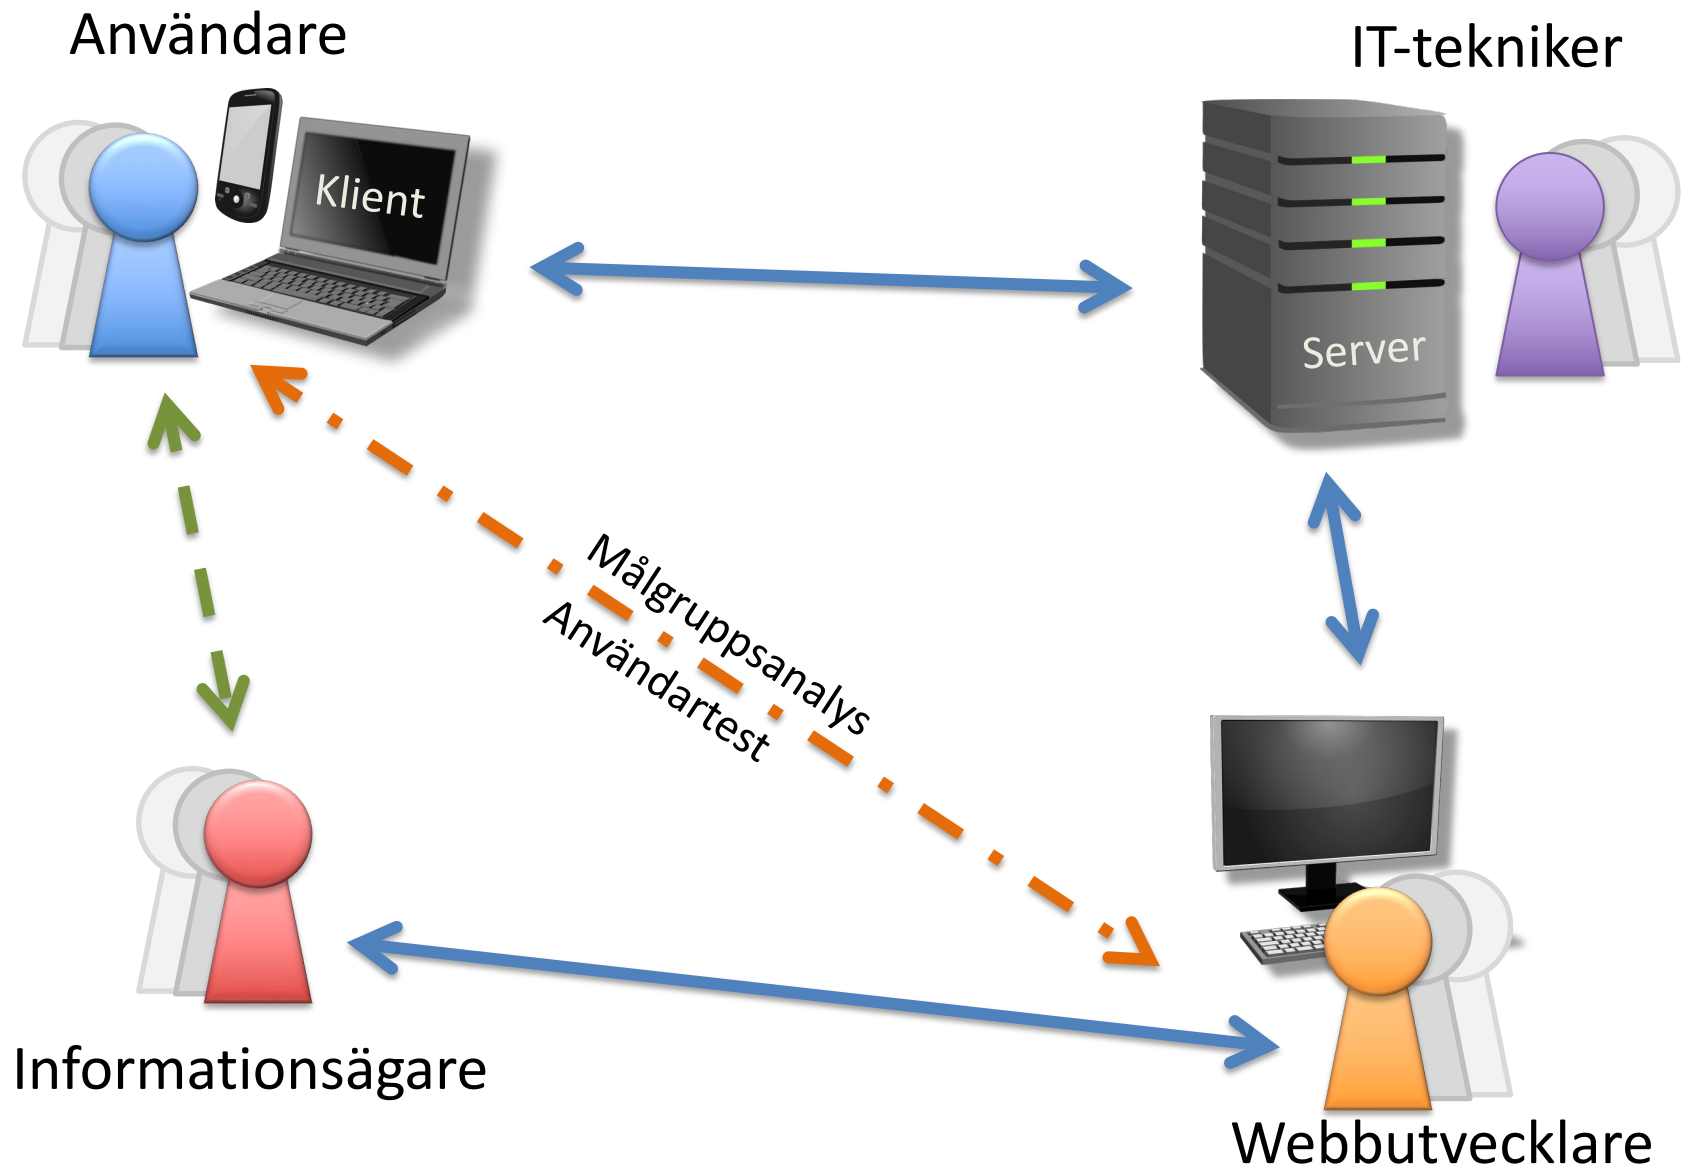 Användare
IT-tekniker
Klient
Server
Målgruppsanalys
Användartest
Informationsägare
Webbutvecklare